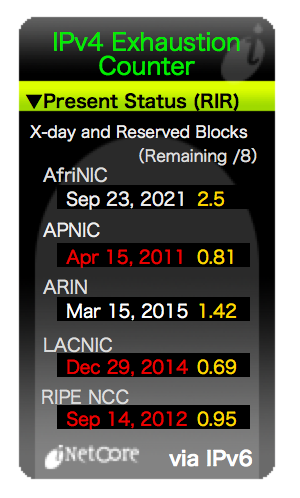 IPv4 Exhaustion
Counter
▼Present Status (RIR)
X-day and Reserved Blocks
(Remaining /8)
AfriNIC
Sep 23, 2021 2.5
APNIC
Apr 15, 2011 0.81
ARIN
Mar 15, 2015 1.42
LACNIC
Dec 29, 2014 0.69
RIPE NCC
Sep 14, 2012 0.95
iNetCore via IPv6